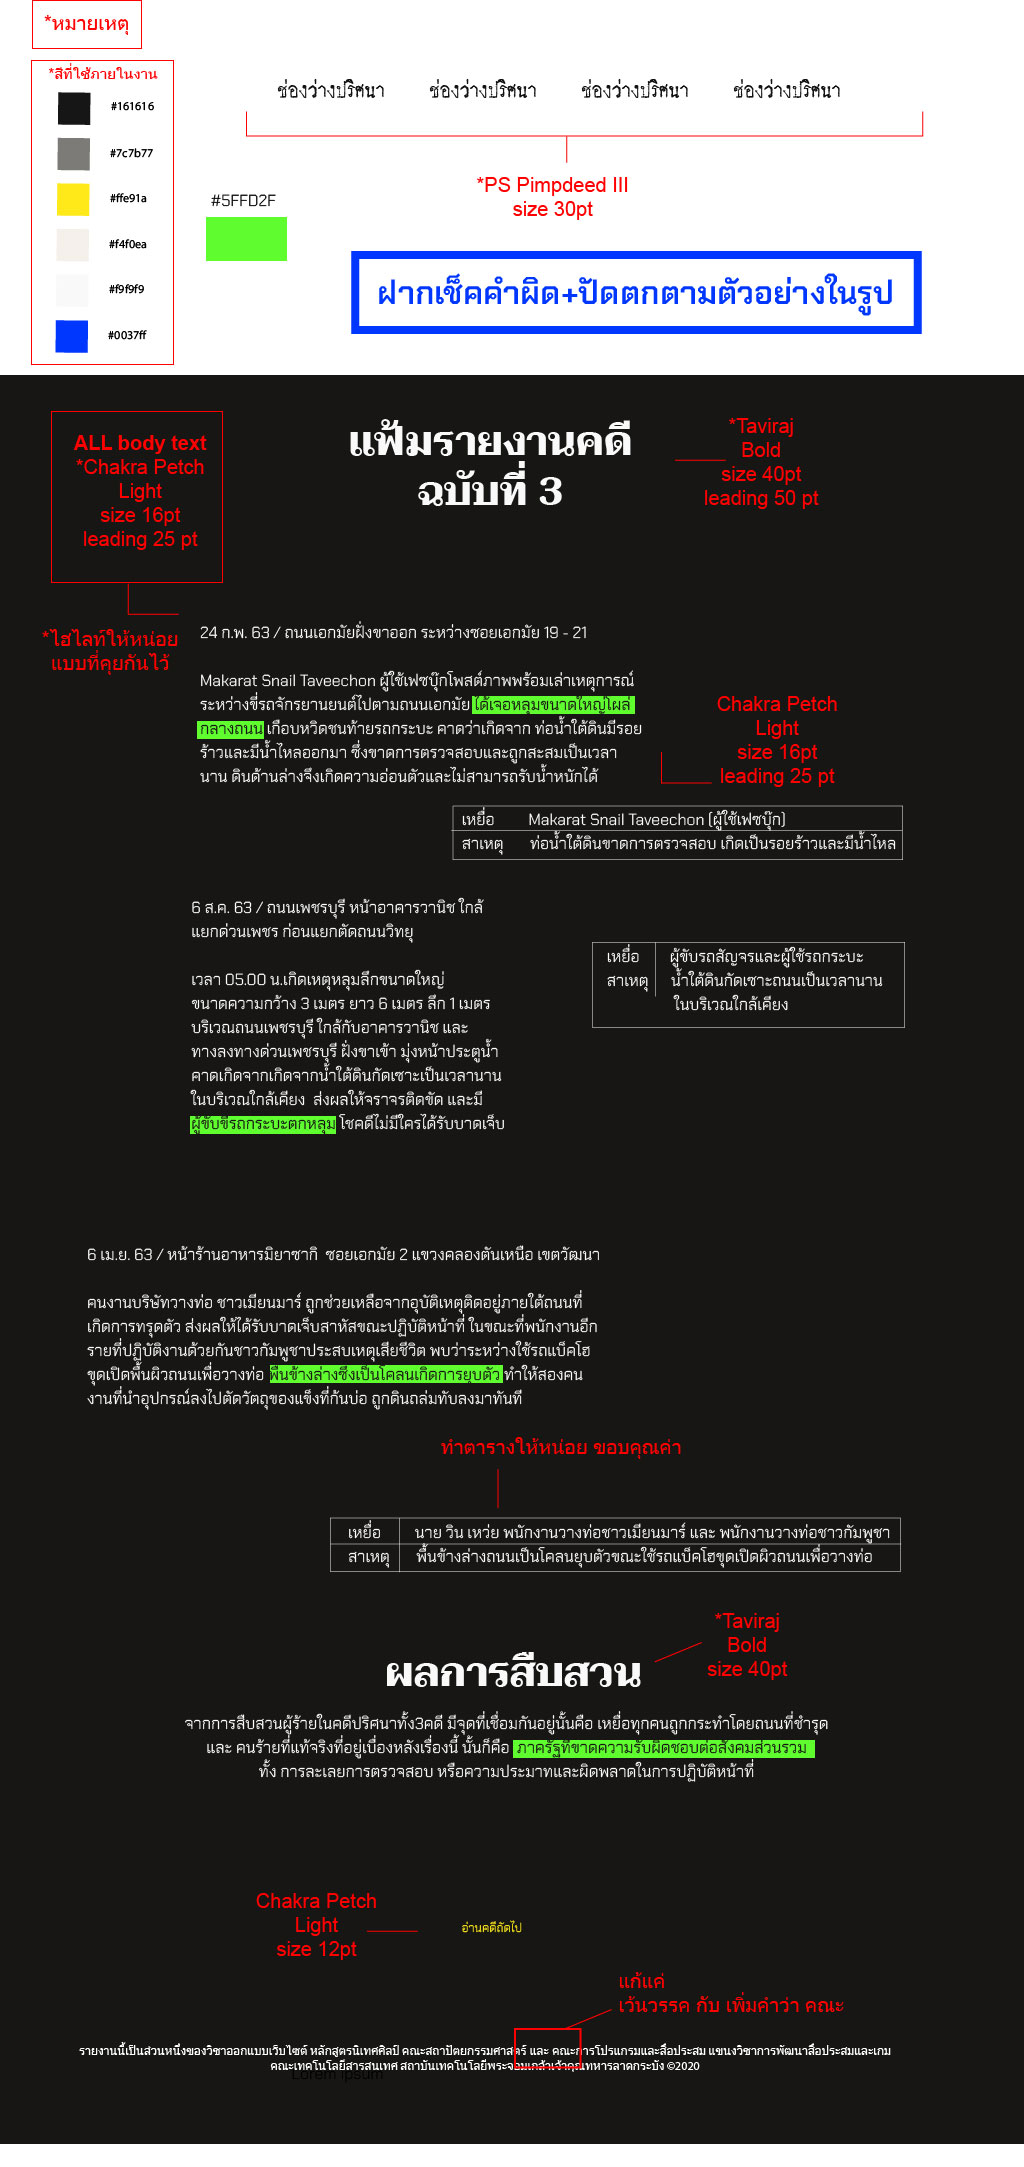 *หมายเหตุ
*สีที่ใช้ภายในงาน
#161616
#7c7b77
#ffe91a
#f4f0ea
#f9f9f9
#0037ff
ช่องว่างปริศนา ช่องว่างปริศนา ช่องว่างปริศนา ช่องว่างปริศนา
*PS Pimpdeed III
size 30pt
#5FFD2F
ฝากเช็คคำผิด+ปัดตกตามตัวอย่างในรูป
ALL body text
*Chakra Petch
Light
size 16pt
leading 25 pt
แฟ้มรายงานคดี
ฉบับที่ 3
*Taviraj
Bold
size 40pt
leading 50 pt
*ไฮไลท์ให้หน่อย
แบบที่คุยกันไว้
24 ก.พ. 63 / ถนนเอกมัยฝั่งขาออก ระหว่างซอยเอกมัย 19 - 21
Makarat Snail Taveechon ผู้ใช้เฟซบุ๊กโพสต์ภาพพร้อมเล่าเหตุการณ์
ระหว่างขี่รถจักรยานยนต์ไปตามถนนเอกมัย ได้เจอหลุมขนาดใหญ่โผล่
กลางถนน เกือบหวิดชนท้ายรถกระบะ คาดว่าเกิดจาก ท่อน้ำใต้ดินมีรอย
ร้าวและมีน้ำไหลออกมา ซึ่งขาดการตรวจสอบและถูกสะสมเป็นเวลา
นาน ดินด้านล่างจึงเกิดความอ่อนตัวและไม่สามารถรับน้ำหนักได้
Chakra Petch
Light
size 16pt
leading 25 pt
เหยื่อ Makarat Snail Taveechon (ผู้ใช้เฟซบุ๊ก)
สาเหตุ ท่อน้ำใต้ดินขาดการตรวจสอบ เกิดเป็นรอยร้าวและมีน้ำไหล
6 ส.ค. 63 / ถนนเพชรบุรี หน้าอาคารวานิช ใกล้
แยกด่วนเพชร ก่อนแยกตัดถนนวิทยุ
เวลา 05.00 น.เกิดเหตุหลุมลึกขนาดใหญ่
ขนาดความกว้าง 3 เมตร ยาว 6 เมตร ลึก 1 เมตร
บริเวณถนนเพชรบุรี ใกล้กับอาคารวานิช และ
ทางลงทางด่วนเพชรบุรี ฝั่งขาเข้า มุ่งหน้าประตูน้ำ
คาดเกิดจากเกิดจากน้ำใต้ดินกัดเซาะเป็นเวลานาน
ในบริเวณใกล้เคียง ส่งผลให้จราจรติดขัด และมี
ผู้ขับขี่รถกระบะตกหลุม โชคดีไม่มีใครได้รับบาดเจ็บ
เหยื่อ ผู้ขับรถสัญจรและผู้ใช้รถกระบะ
สาเหตุ น้ำใต้ดินกัดเซาะถนนเป็นเวลานาน
ในบริเวณใกล้เคียง
6 เม.ย. 63 / หน้าร้านอาหารมิยาซากิ ซอยเอกมัย 2 แขวงคลองตันเหนือ เขตวัฒนา
คนงานบริษัทวางท่อ ชาวเมียนมาร์ ถูกช่วยเหลือจากอุบัติเหตุติดอยู่ภายใต้ถนนที่
เกิดการทรุดตัว ส่งผลให้ได้รับบาดเจ็บสาหัสขณะปฏิบัติหน้าที่ ในขณะที่พนักงานอีก
รายที่ปฏิบัติงานด้วยกันชาวกัมพูชาประสบเหตุเสียชีวิต พบว่าระหว่างใช้รถแบ็คโฮ
ขุดเปิดพื้นผิวถนนเพื่อวางท่อ พื้นข้างล่างซึ่งเป็นโคลนเกิดการยุบตัว ทำให้สองคน
งานที่นำอุปกรณ์ลงไปตัดวัตถุของแข็งที่ก้นบ่อ ถูกดินถล่มทับลงมาทันที
ทำตารางให้หน่อย ขอบคุณค่า
เหยื่อ นาย วิน เหว่ย พนักงานวางท่อชาวเมียนมาร์ และ พนักงานวางท่อชาวกัมพูชา
สาเหตุ พื้นข้างล่างถนนเป็นโคลนยุบตัวขณะใช้รถแบ็คโฮขุดเปิดผิวถนนเพื่อวางท่อ
*Taviraj
Bold
size 40pt
ผลการสืบสวน
จากการสืบสวนผู้ร้ายในคดีปริศนาทั้ง3คดี มีจุดที่เชื่อมกันอยู่นั้นคือ เหยื่อทุกคนถูกกระทำโดยถนนที่ชำรุด
และ คนร้ายที่แท้จริงที่อยู่เบื่องหลังเรื่องนี้ นั้นก็คือ ภาครัฐที่ขาดความรับผิดชอบต่อสังคมส่วนรวม
ทั้ง การละเลยการตรวจสอบ หรือความประมาทและผิดพลาดในการปฏิบัติหน้าที่
Chakra Petch
Light
size 12pt
อ่านคดีถัดไป
แก้แค่
เว้นวรรค กับ เพิ่มคำว่า คณะ
รายงานนี้เป็นส่วนหนึ่งของวิชาออกแบบเว็บไซต์ หลักสูตรนิเทศศิลป์ คณะสถาปัตยกรรมศาสตร์ และ คณะการโปรแกรมและสื่อประสม แขนงวิชาการพัฒนาสื่อประสมและเกม
คณะเทคโนโลยีสารสนเทศ สถาบันเทคโนโลยีพระจอมเกล้าเจ้าคุณทหารลาดกระบัง ©2020
Lorem ipsum